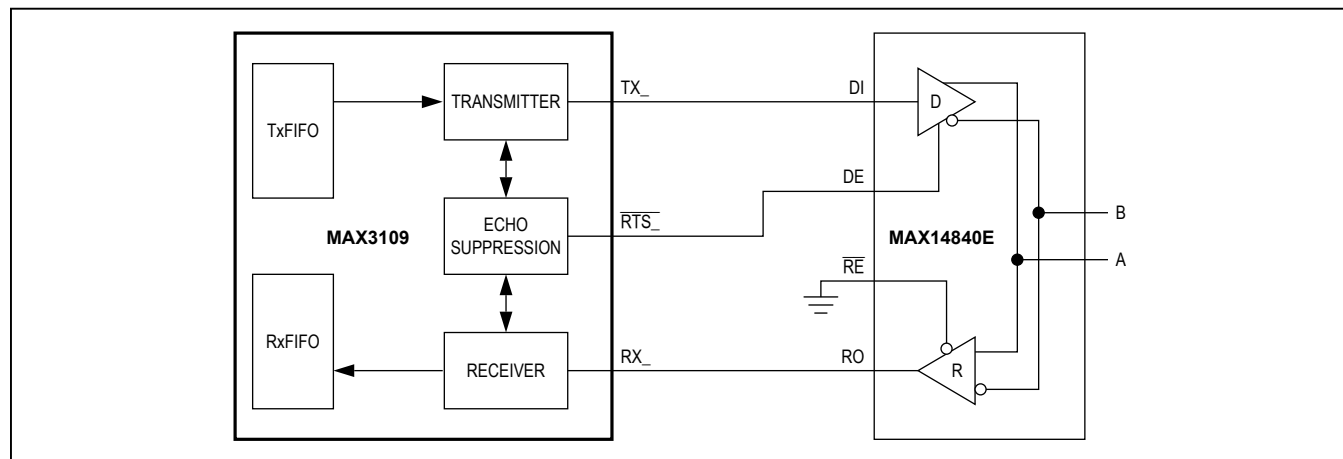 TxFIFO
TRANSMITTER
TX_
DI
D
DE
ECHO
SUPPRESSION
RTS_
MAX3109
MAX14840E
B
A
RE
RxFIFO
RECEIVER
RX_
RO
R